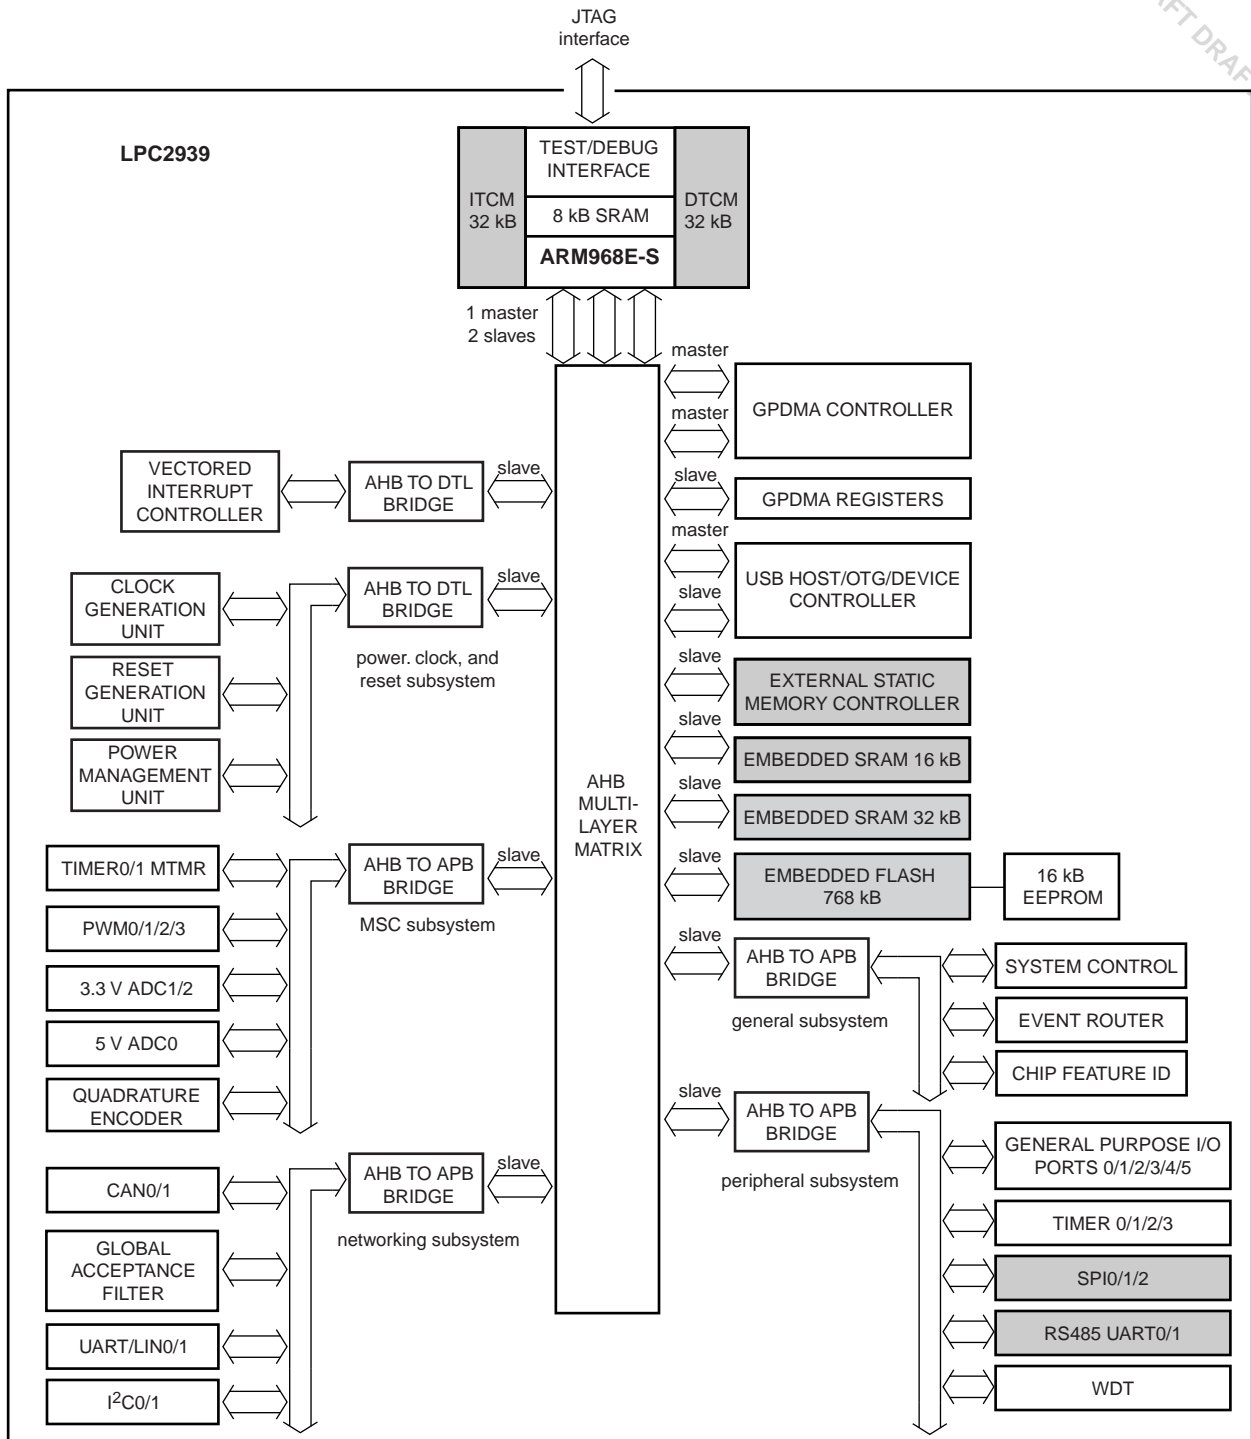 JTAG
interface
DRAFT DRAFT
LPC2939
ITCM
32 kB
TEST/DEBUG
INTERFACE
8 kB SRAM
ARM968E-S
DTCM
32 kB
1 master
2 slaves
master
GPDMA CONTROLLER
master
VECTORED
INTERRUPT
CONTROLLER
AHB TO DTL
BRIDGE
slave
slave
GPDMA REGISTERS
master
USB HOST/OTG/DEVICE
CONTROLLER
slave
CLOCK
GENERATION
UNIT
AHB TO DTL
BRIDGE
slave
power. clock, and
reset subsystem
RESET
GENERATION
UNIT
POWER
MANAGEMENT
UNIT
slave
EXTERNAL STATIC
MEMORY CONTROLLER
slave
EMBEDDED SRAM 16 kB
slave
EMBEDDED SRAM 32 kB
AHB
MULTI-
LAYER
MATRIX
slave
EMBEDDED FLASH
768 kB
16 kB
EEPROM
TIMER0/1 MTMR
AHB TO APB
BRIDGE
slave
MSC subsystem
PWM0/1/2/3
3.3 V ADC1/2
5 V ADC0
QUADRATURE
ENCODER
slave
AHB TO APB
BRIDGE
general subsystem
SYSTEM CONTROL
EVENT ROUTER
CHIP FEATURE ID
slave
AHB TO APB
BRIDGE
peripheral subsystem
GENERAL PURPOSE I/O
PORTS 0/1/2/3/4/5
TIMER 0/1/2/3
SPI0/1/2
RS485 UART0/1
WDT
CAN0/1
AHB TO APB
BRIDGE
slave
networking subsystem
GLOBAL
ACCEPTANCE
FILTER
UART/LIN0/1
I2C0/1